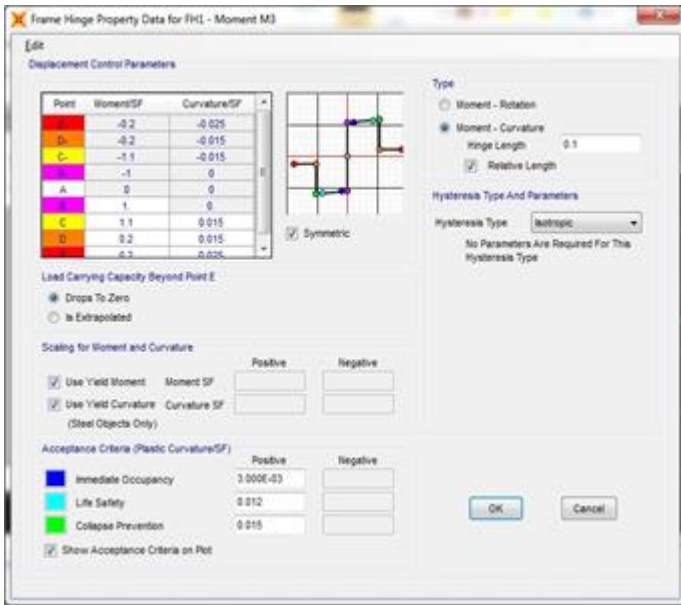 Frame Hinge Property Data for FH1 - Moment M3
Edit
Displacement Control Parameters
Point Moment/SF Curvature/SF
E- -0.2 -0.025
D- -0.2 -0.015
C- -1.1 -0.015
B- -1 0
A 0 0
B 1. 0.
C 1.1 0.015
D 0.2 0.015
E 0.2 0.025
Symmetric
Load Carrying Capacity Beyond Point E
Drops To Zero
Is Extrapolated
Scaling for Moment and Curvature
Positive Negative
Use Yield Moment Moment SF
Use Yield Curvature Curvature SF
(Steel Objects Only)
Acceptance Criteria (Plastic Curvature/SF)
Positive Negative
Immediate Occupancy 3.000E-03
Life Safety 0.012
Collapse Prevention 0.015
Show Acceptance Criteria on Plot
Type
Moment - Rotation
Moment - Curvature
Hinge Length 0.1
Relative Length
Hysteresis Type And Parameters
Hysteresis Type Isotropic
No Parameters Are Required For This
Hysteresis Type
OK Cancel